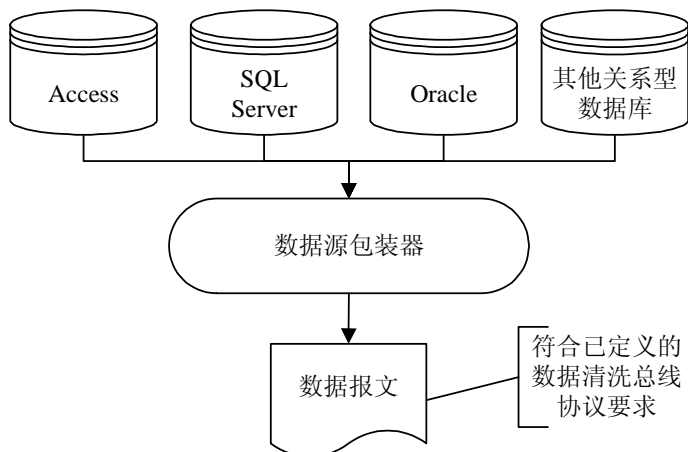 Access
SQL
Server
Oracle
其他关系型
数据库
数据源包装器
数据报文
符合已定义的
数据清洗总线
协议要求